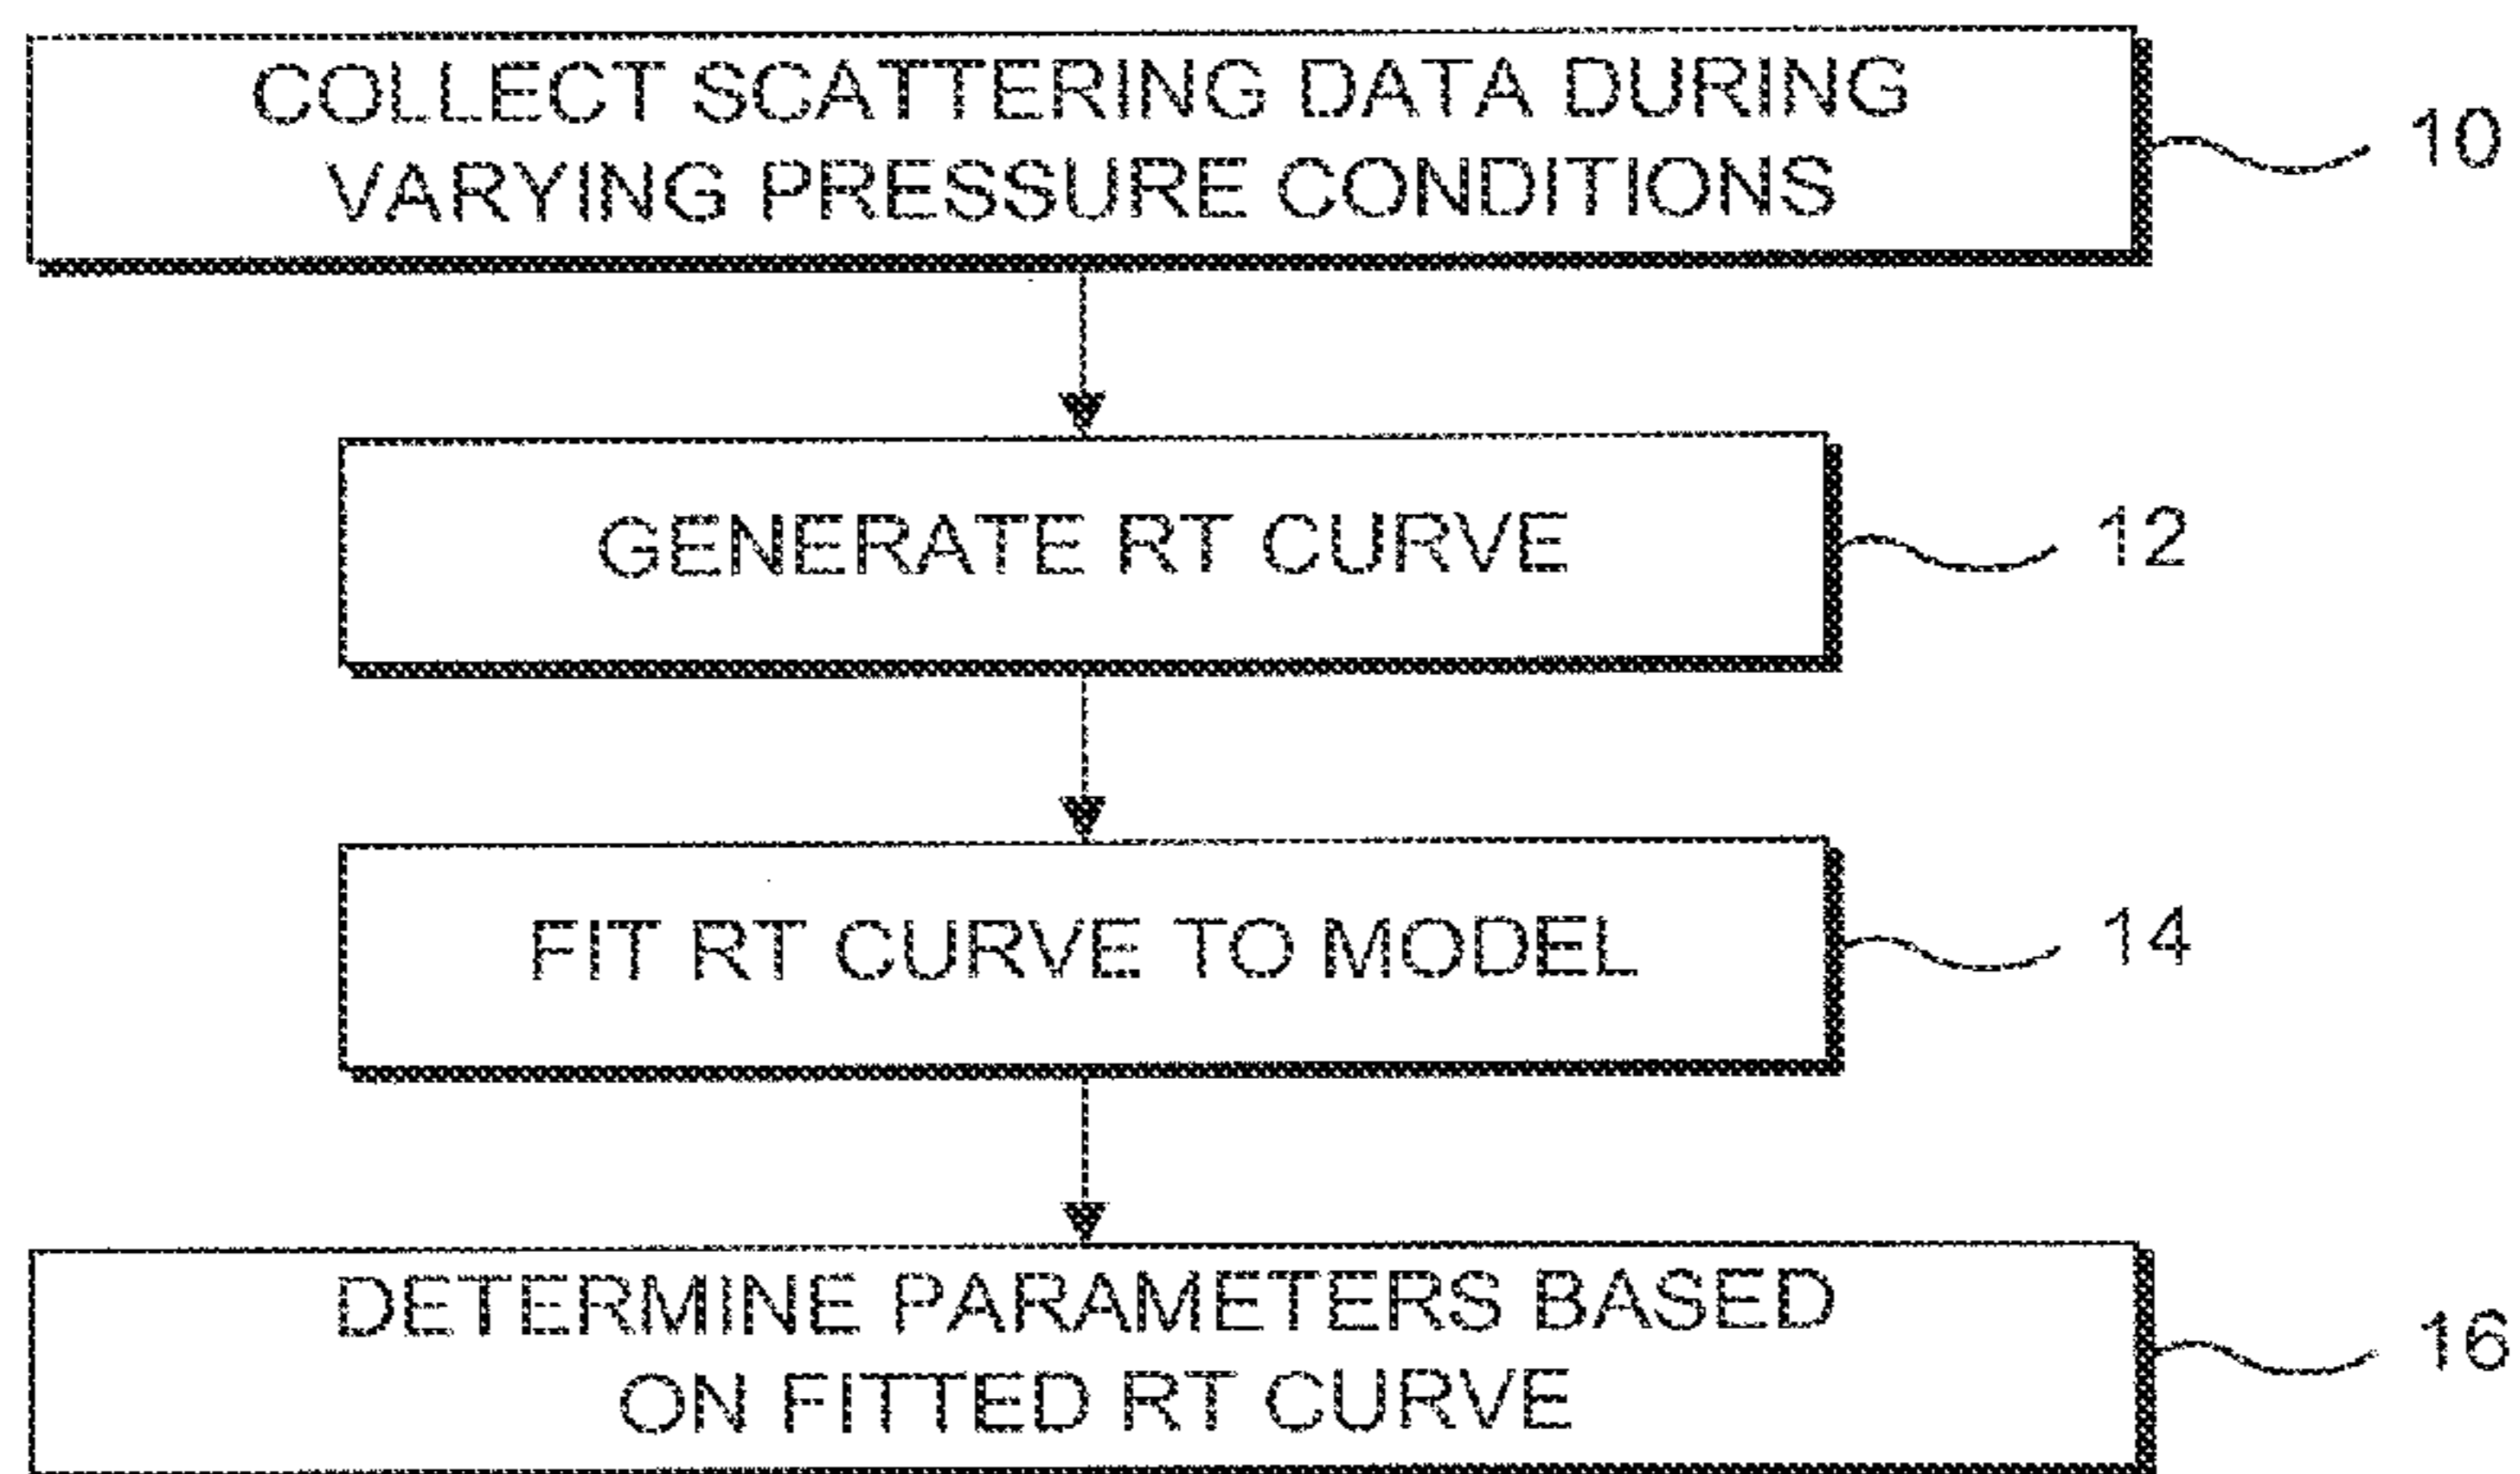 COLLECT SCATTERING DATA DURING
VARYING PRESSURE CONDITIONS
10
GENERATE RT CURVE
12
FIT RT CURVE TO MODEL
14
DETERMINE PARAMETERS BASED
ON FITTED RT CURVE
16